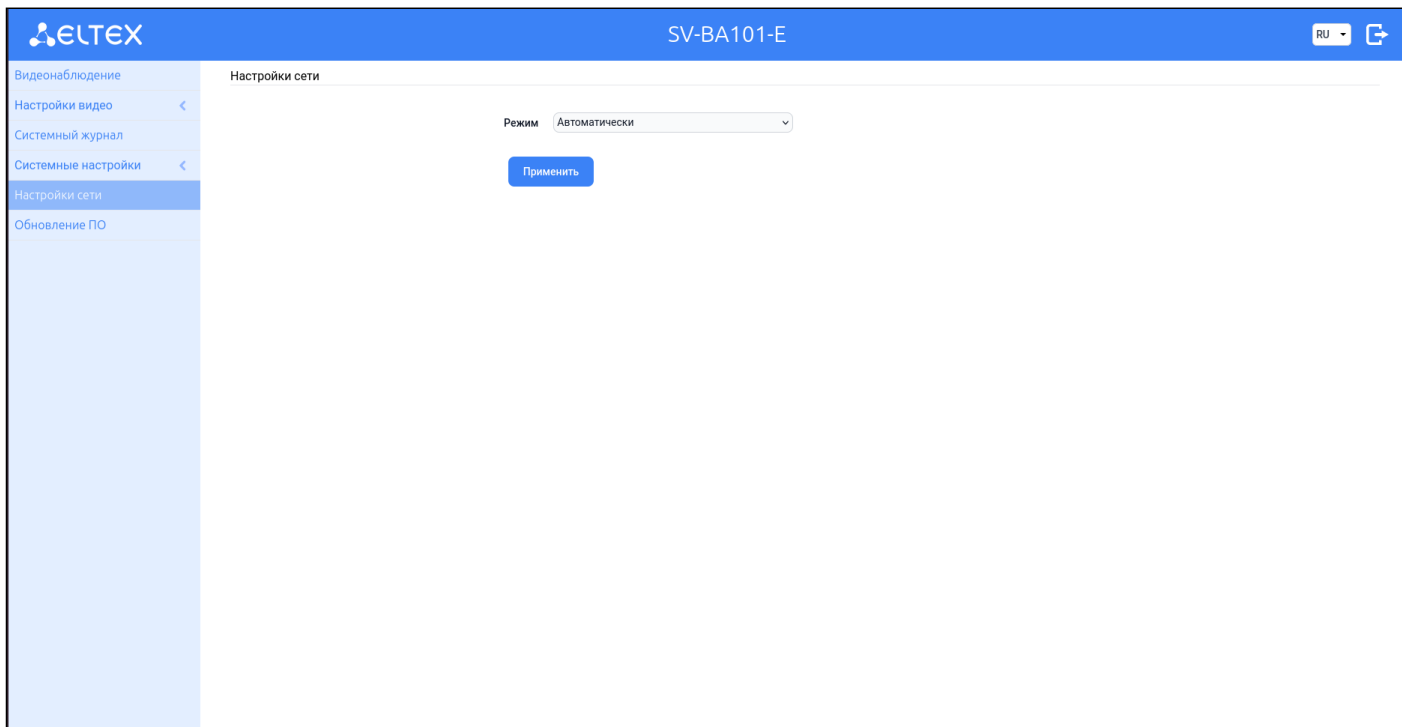 ELTEX
SV-BA101-E
RU
Видеонаблюдение
Настройки видео
Системный журнал
Системные настройки
Настройки сети
Обновление ПО
Настройки сети
Режим Автоматически
Применить